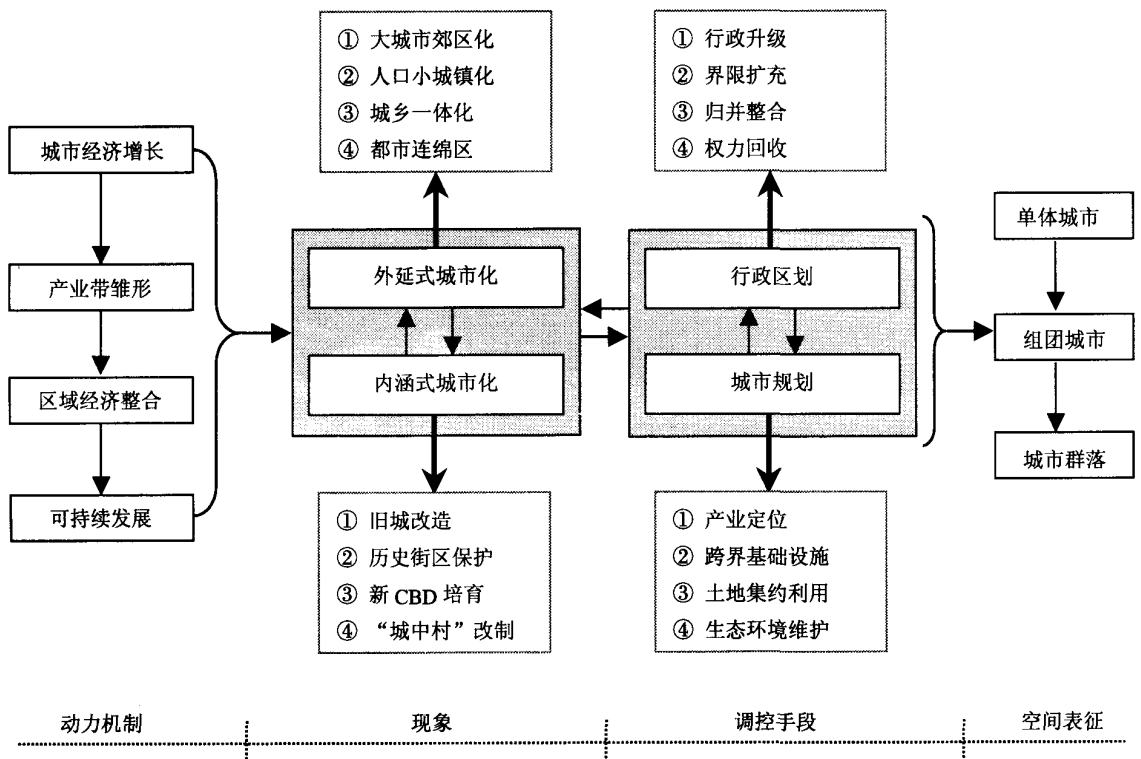 城市经济增长
产业带雏形
区域经济整合
可持续发展
① 大城市郊区化
② 人口小城镇化
③ 城乡一体化
④ 都市连绵区
外延式城市化
内涵式城市化
① 旧城改造
② 历史街区保护
③ 新 CBD 培育
④ “城中村”改制
① 行政升级
② 界限扩充
③ 归并整合
④ 权力回收
行政区划
城市规划
① 产业定位
② 跨界基础设施
③ 土地集约利用
④ 生态环境维护
单体城市
组团城市
城市群落
动力机制
现象
调控手段
空间表征